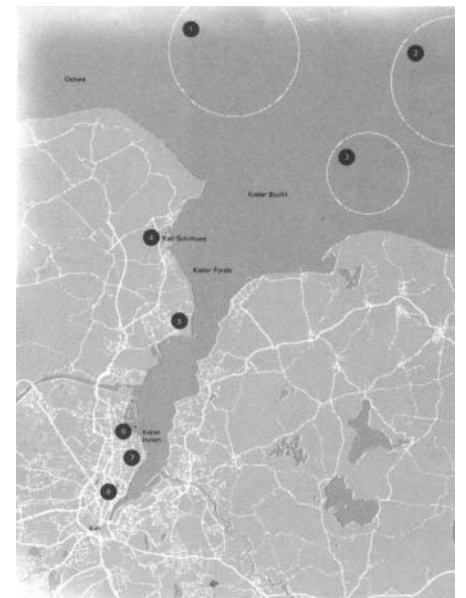 1
2
Ostsee
3
Kieler Bucht
4 Kiel-Schilksee
Kieler Förde
5
6
Kieler
Hafen
7
8
Kiel